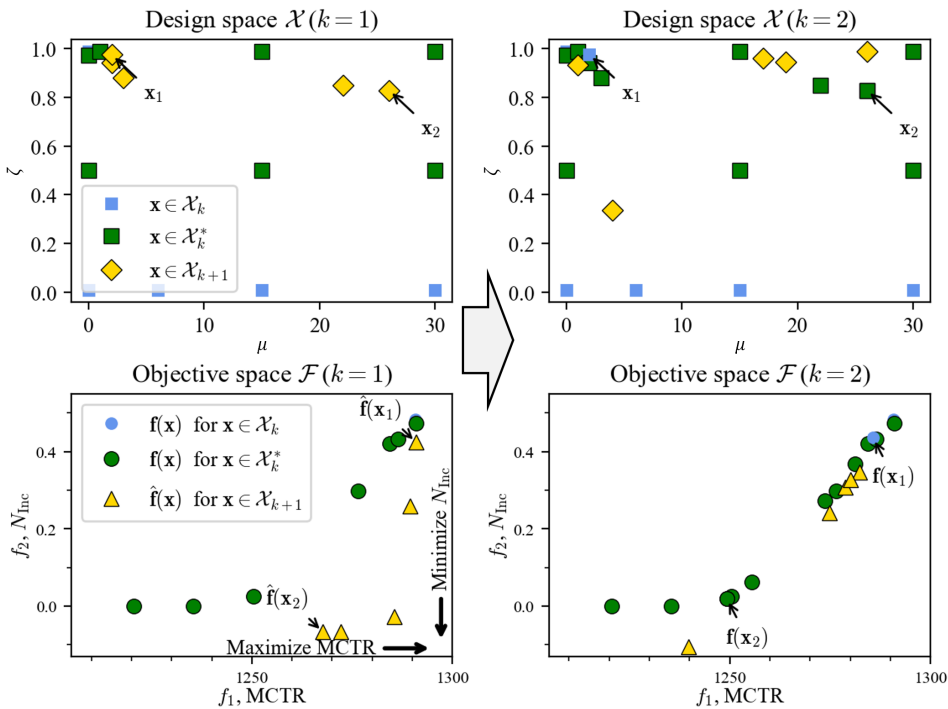 Design space 𝒳 (k = 1)
1.0
0.8
0.6
0.4
0.2
0.0
ζ
x₁
x₂
x ∈ 𝒳ₖ
x ∈ 𝒳ₖ*
x ∈ 𝒳ₖ₊₁
0
10
20
30
μ
Design space 𝒳 (k = 2)
1.0
0.8
0.6
0.4
0.2
0.0
ζ
x₁
x₂
0
10
20
30
μ
Objective space ℱ (k = 1)
f(x) for x ∈ 𝒳ₖ
f(x) for x ∈ 𝒳ₖ*
f̂(x) for x ∈ 𝒳ₖ₊₁
f̂(x₁)
f̂(x₂)
Minimize N_Inc
Maximize MCTR
0.4
0.2
0.0
f₂, N_Inc
1250
1300
f₁, MCTR
Objective space ℱ (k = 2)
f(x₁)
f(x₂)
0.4
0.2
0.0
f₂, N_Inc
1250
1300
f₁, MCTR